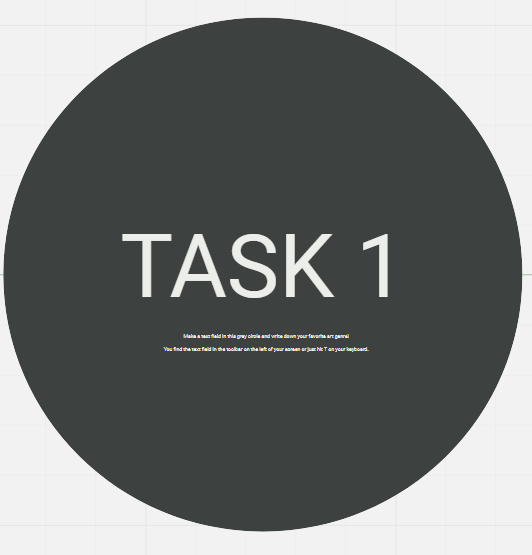 TASK 1
Make a text field in this grey circle and write down your favorite art genre!
You find the text field in the toolbar on the left of your screen or just hit T on your keyboard.